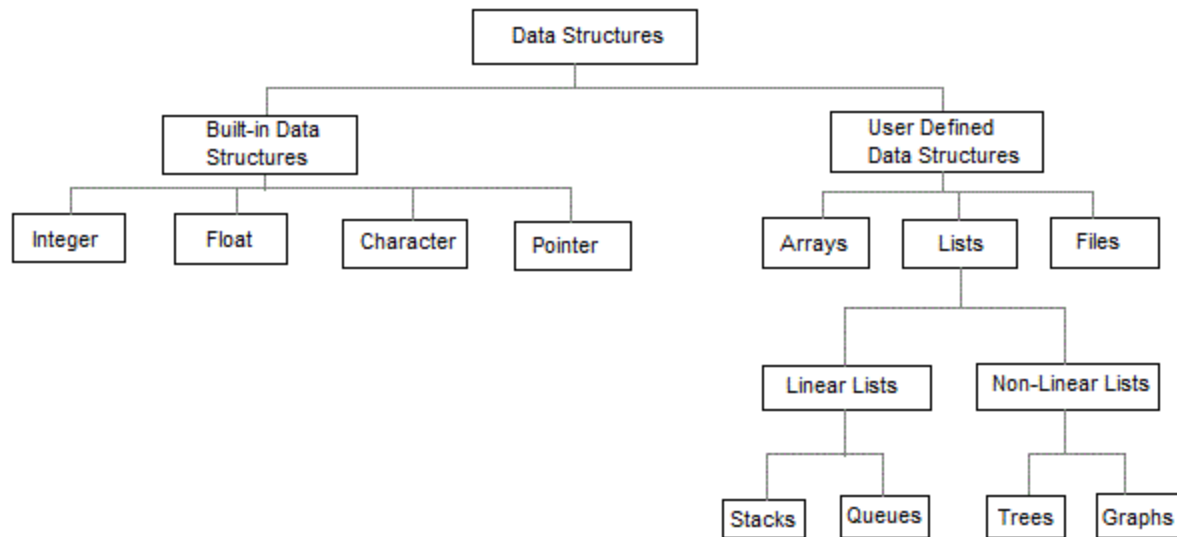 Data Structures
Built-in Data
Structures
User Defined
Data Structures
Integer
Float
Character
Pointer
Arrays
Lists
Files
Linear Lists
Non-Linear Lists
Stacks
Queues
Trees
Graphs